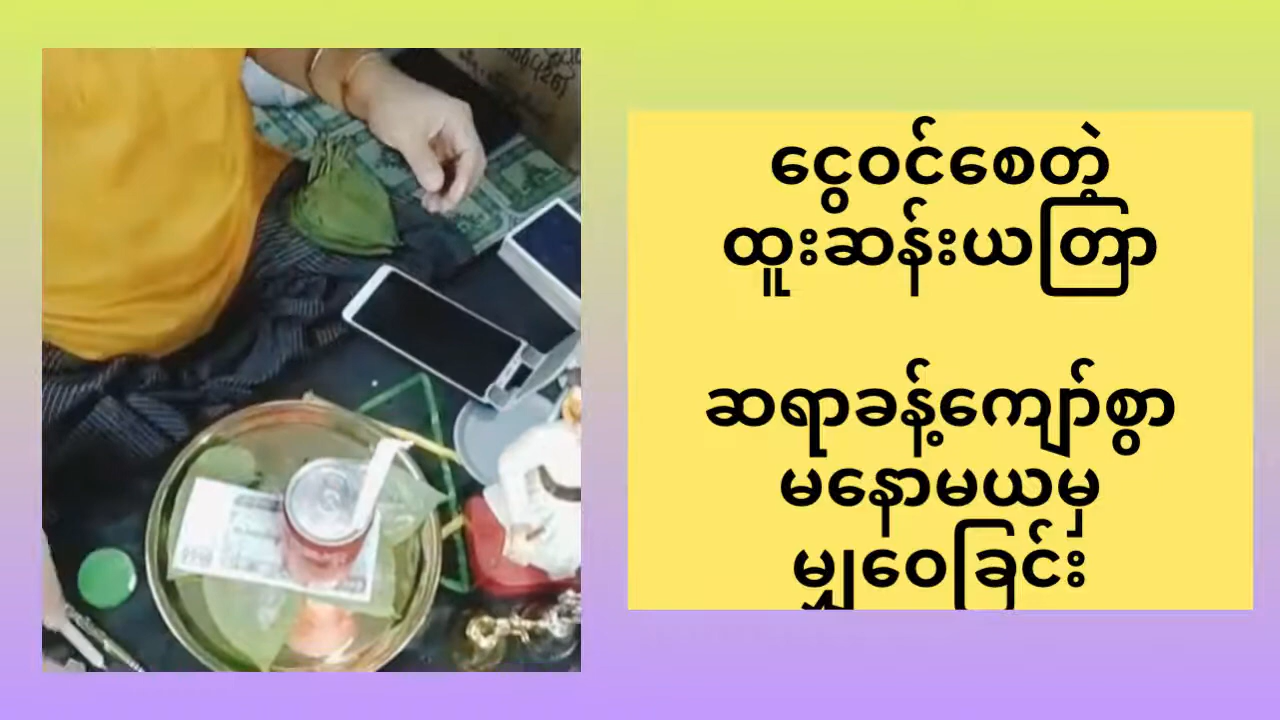 ငွေဝင်စေတဲ့
ထူးဆန်းယတြာ
ဆရာခန့်ကျော်စွာ
မနောမယမှ
မျှဝေခြင်း